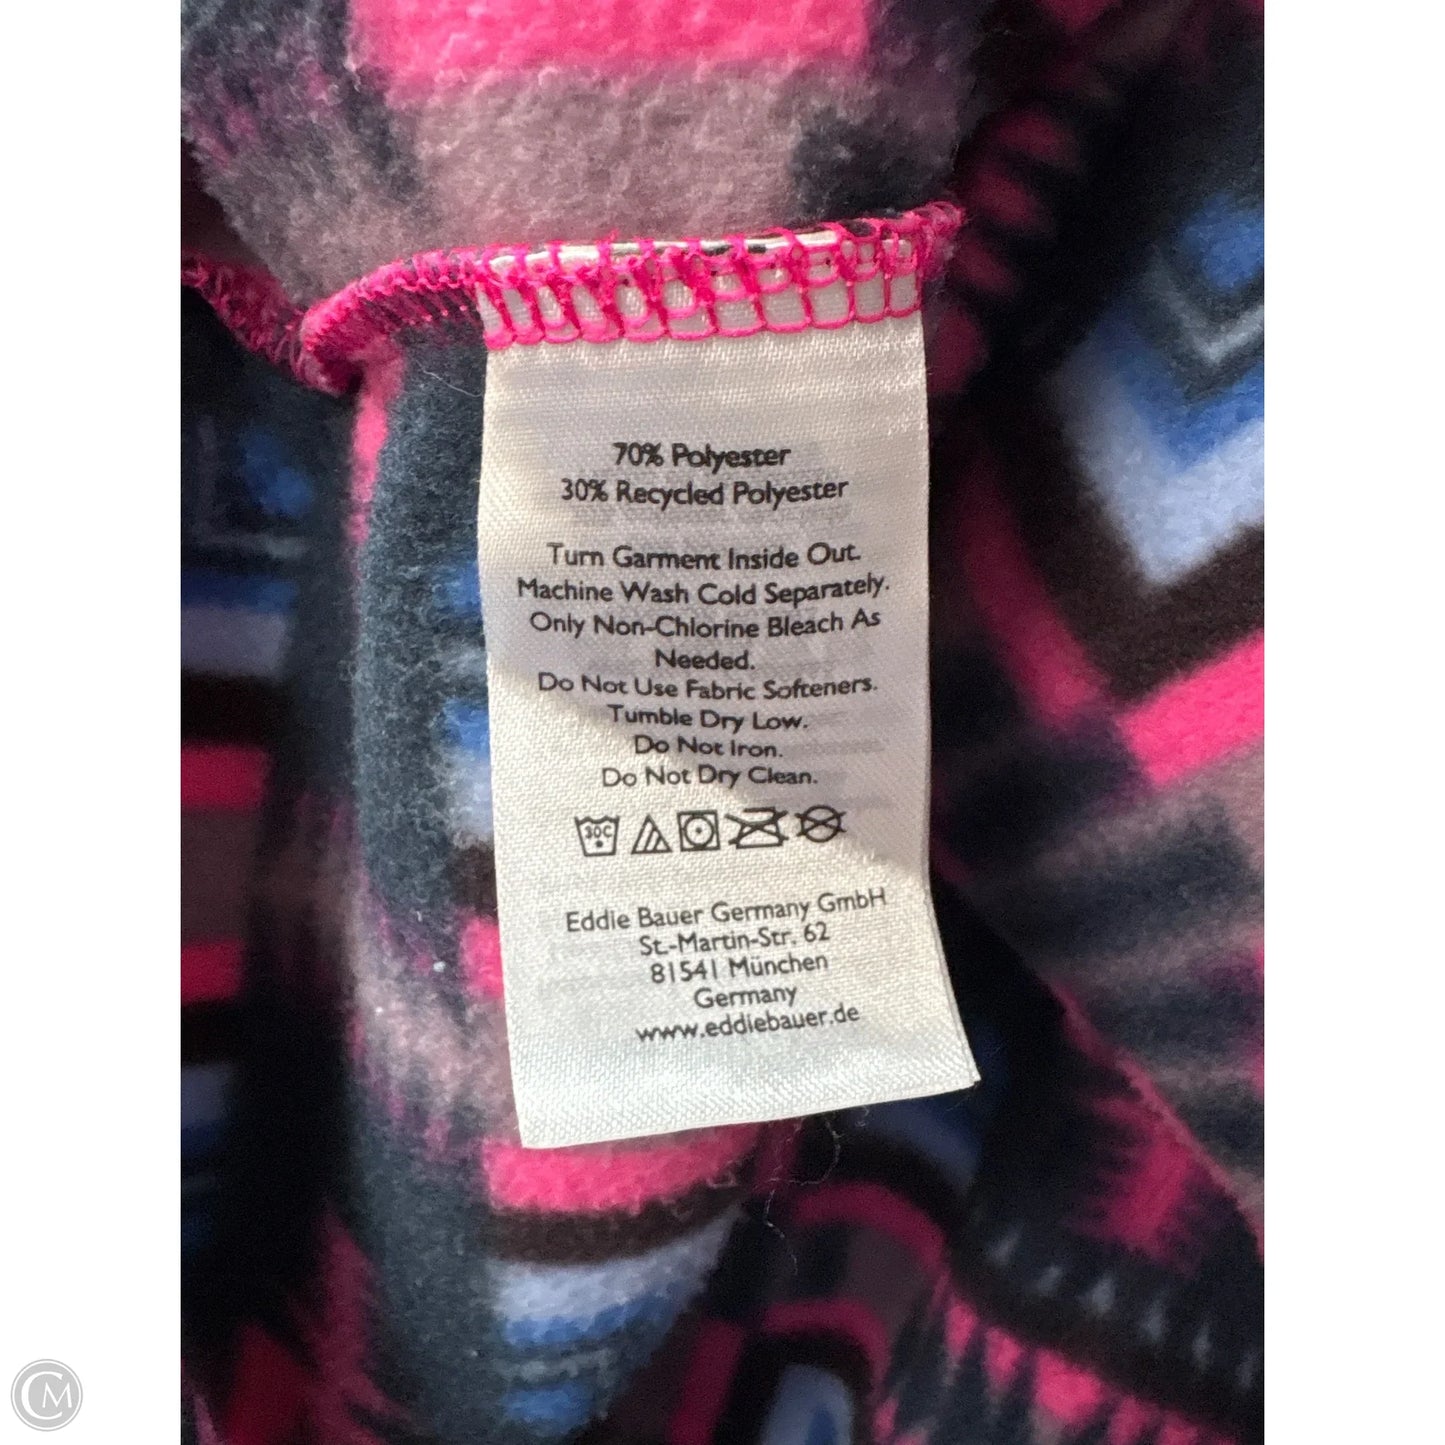 70% Polyester
30% Recycled Polyester
Turn Garment Inside Out.
Machine Wash Cold Separately.
Only Non-Chlorine Bleach As
Needed.
Do Not Use Fabric Softeners.
Tumble Dry Low.
Do Not Iron.
Do Not Dry Clean.
30C
Eddie Bauer Germany GmbH
St.-Martin-Str. 62
81541 München
Germany
www.eddiebauer.de
CM